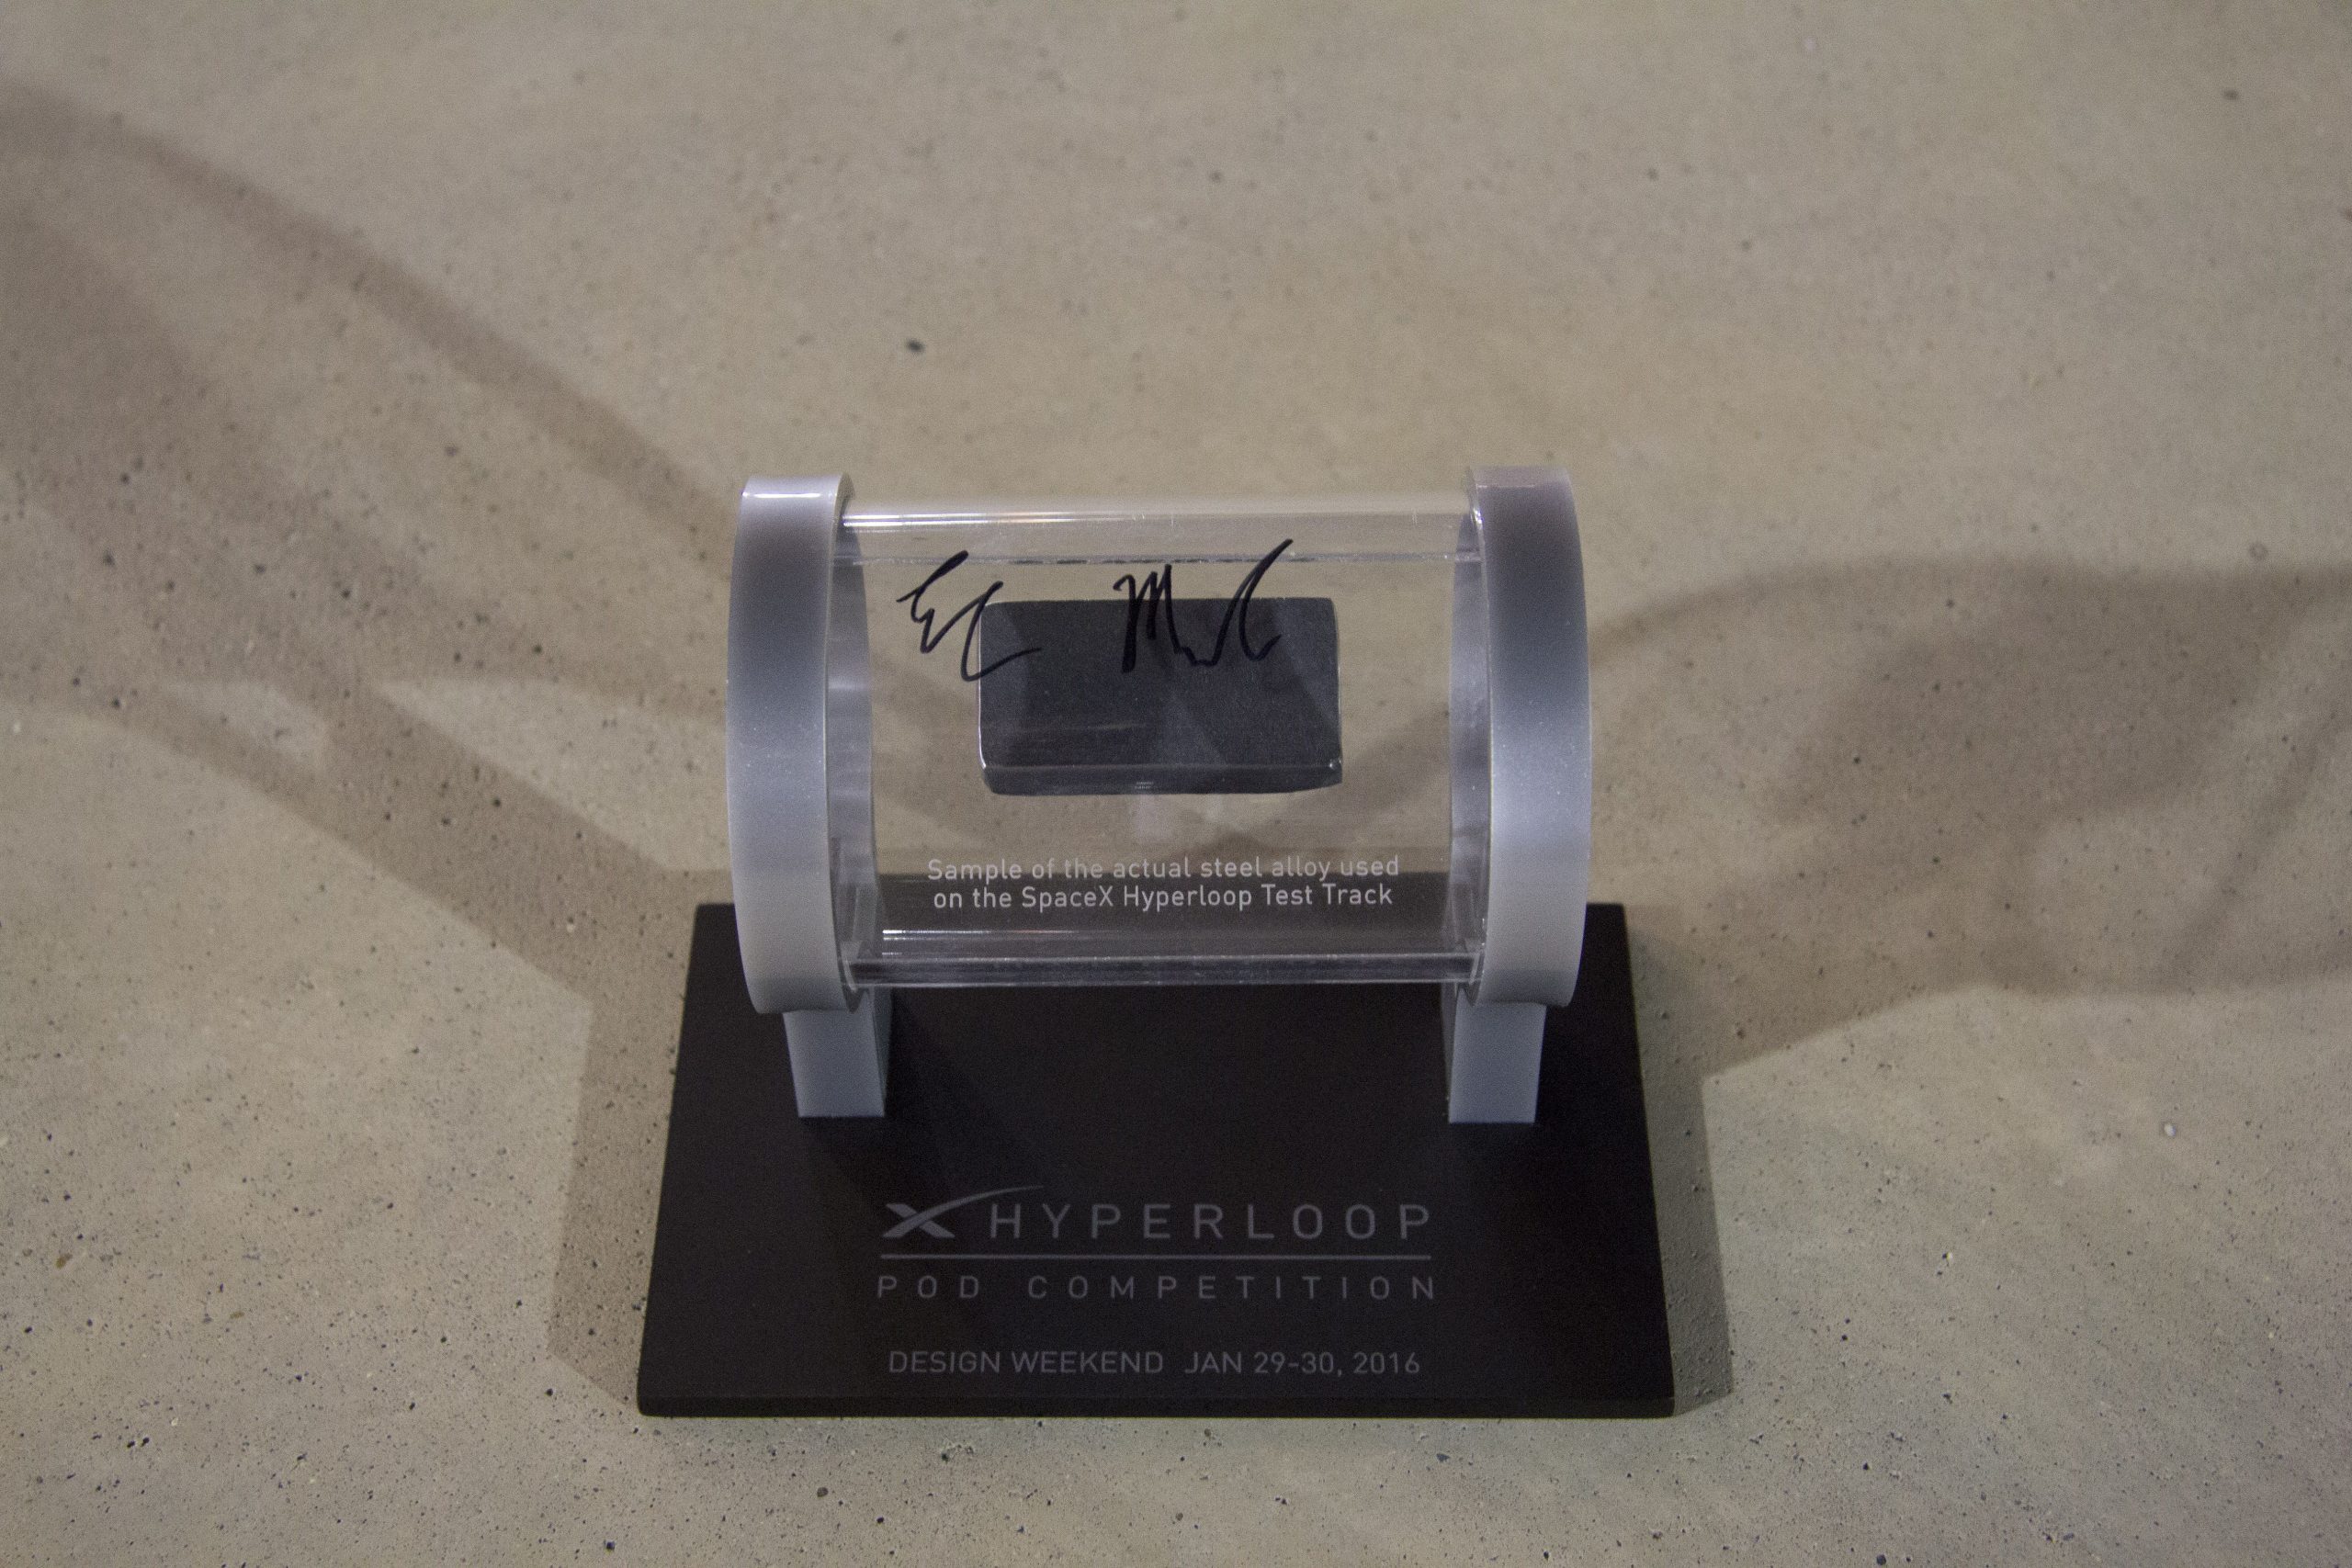 Sample of the actual steel alloy used
on the SpaceX Hyperloop Test Track
X HYPERLOOP
POD COMPETITION
DESIGN WEEKEND JAN 29-30, 2016